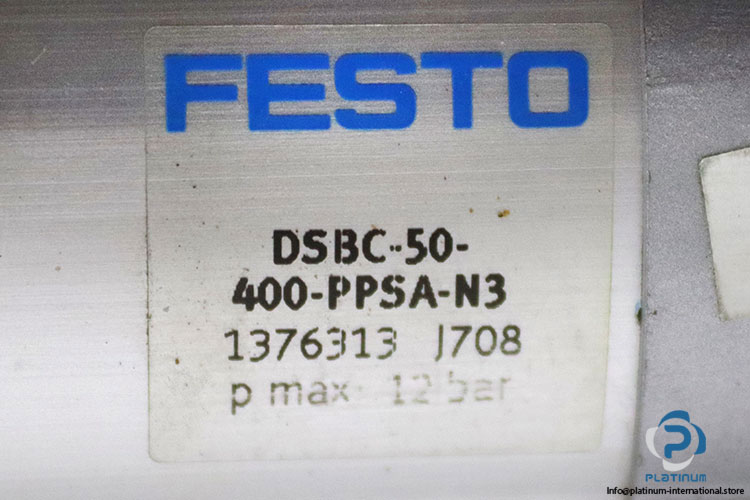 FESTO
DSBC-50-
400-PPSA-N3
1376313 J708
p max. 12 bar
PLATINUM
Info@platinum-international.store